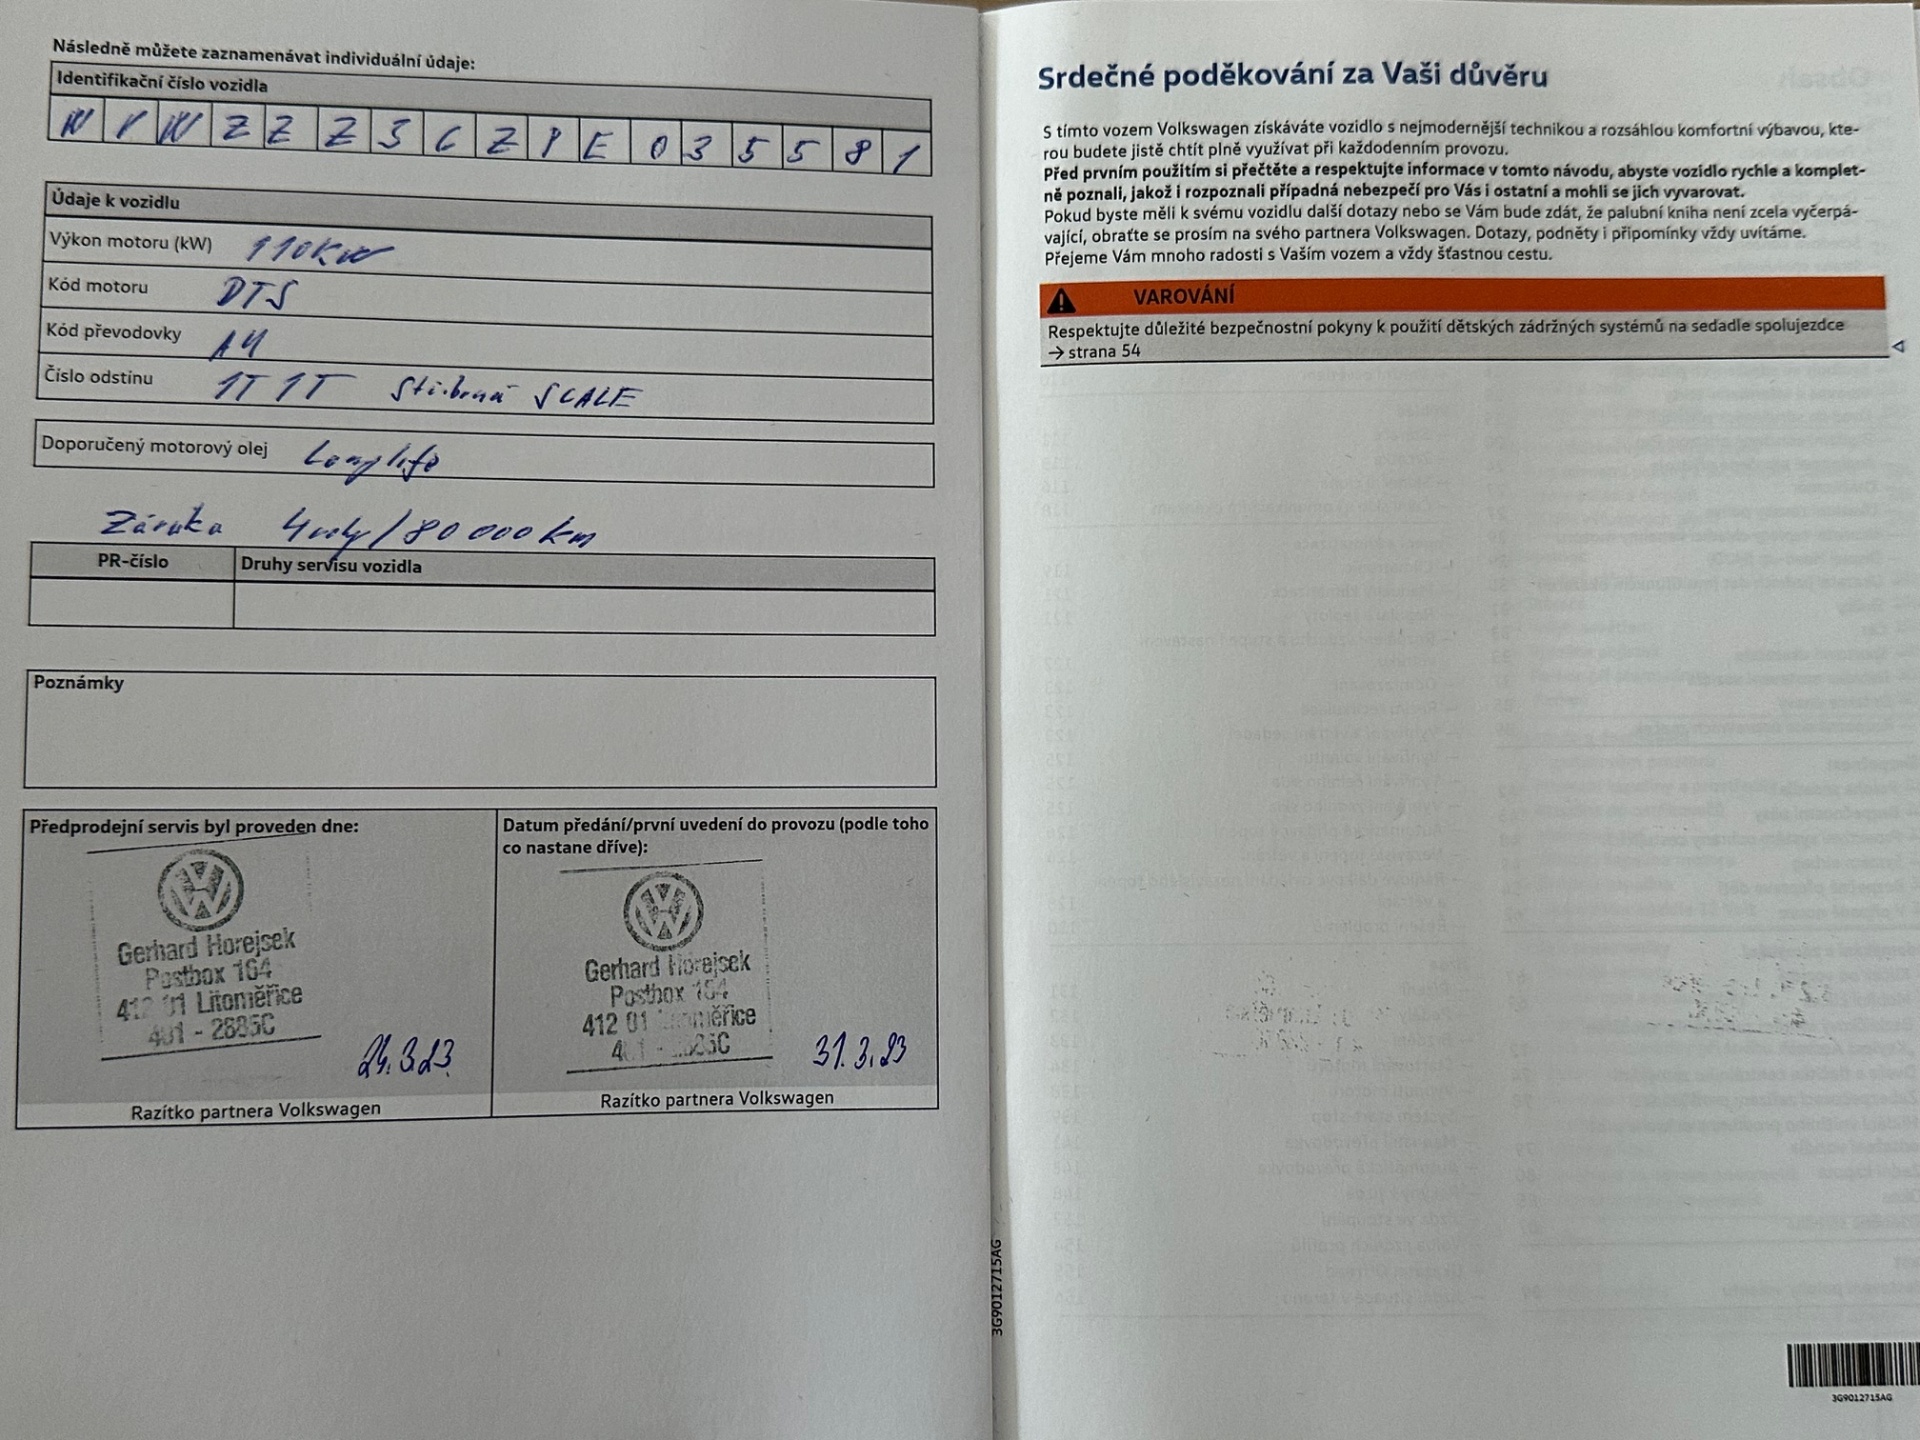 Následně můžete zaznamenávat individuální údaje:
Identifikační číslo vozidla
WVWZZZ3CZPE035581
Údaje k vozidlu
Výkon motoru (kW) 110kW
Kód motoru DTS
Kód převodovky
Číslo odstínu 1T 1T Stříbrná SCALE
Doporučený motorový olej Longlife
Záruka 4roky/80 000 km
PR-číslo Druhy servisu vozidla
Poznámky
Předprodejní servis byl proveden dne:
Gerhard Horejsek
Postbox 164
412 01 Litoměřice
24.3.23
Razítko partnera Volkswagen
Datum předání/první uvedení do provozu (podle toho
co nastane dříve):
Gerhard Horejsek
Postbox 164
412 01 Litoměřice
31.3.23
Razítko partnera Volkswagen
3G9012715AG
Srdečné poděkování za Vaši důvěru
S tímto vozem Volkswagen získáváte vozidlo s nejmodernější technikou a rozsáhlou komfortní výbavou, kte-
rou budete jistě chtít plně využívat při každodenním provozu.
Před prvním použitím si přečtěte a respektujte informace v tomto návodu, abyste vozidlo rychle a komplet-
ně poznali, jakož i rozpoznali případná nebezpečí pro Vás i ostatní a mohli se jich vyvarovat.
Pokud byste měli k svému vozidlu další dotazy nebo se Vám bude zdát, že palubní kniha není zcela vyčerpá-
vající, obraťte se prosím na svého partnera Volkswagen. Dotazy, podněty i připomínky vždy uvítáme.
Přejeme Vám mnoho radosti s Vaším vozem a vždy šťastnou cestu.
VAROVÁNÍ
Respektujte důležité bezpečnostní pokyny k použití dětských zádržných systémů na sedadle spolujezdce
→ strana 54
3G9012715AG